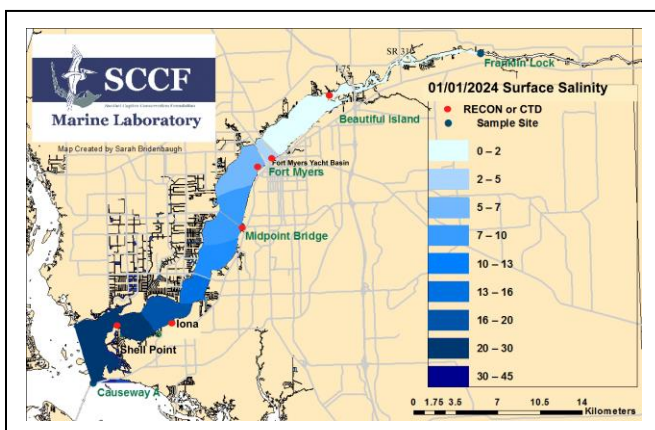 SCCF
Marine Laboratory
Map Created by Sarah Bridenbaugh
I-75
SR 31
Franklin Lock
01/01/2024 Surface Salinity
RECON or CTD
Sample Site
0 – 2
2 – 5
5 – 7
7 – 10
10 – 13
13 – 16
16 – 20
20 – 30
30 – 45
Beautiful island
Fort Myers Yacht Basin
Fort Myers
Midpoint Bridge
Iona
Shell Point
Causeway A
0 1.75 3.5 7 10.5 14
Kilometers